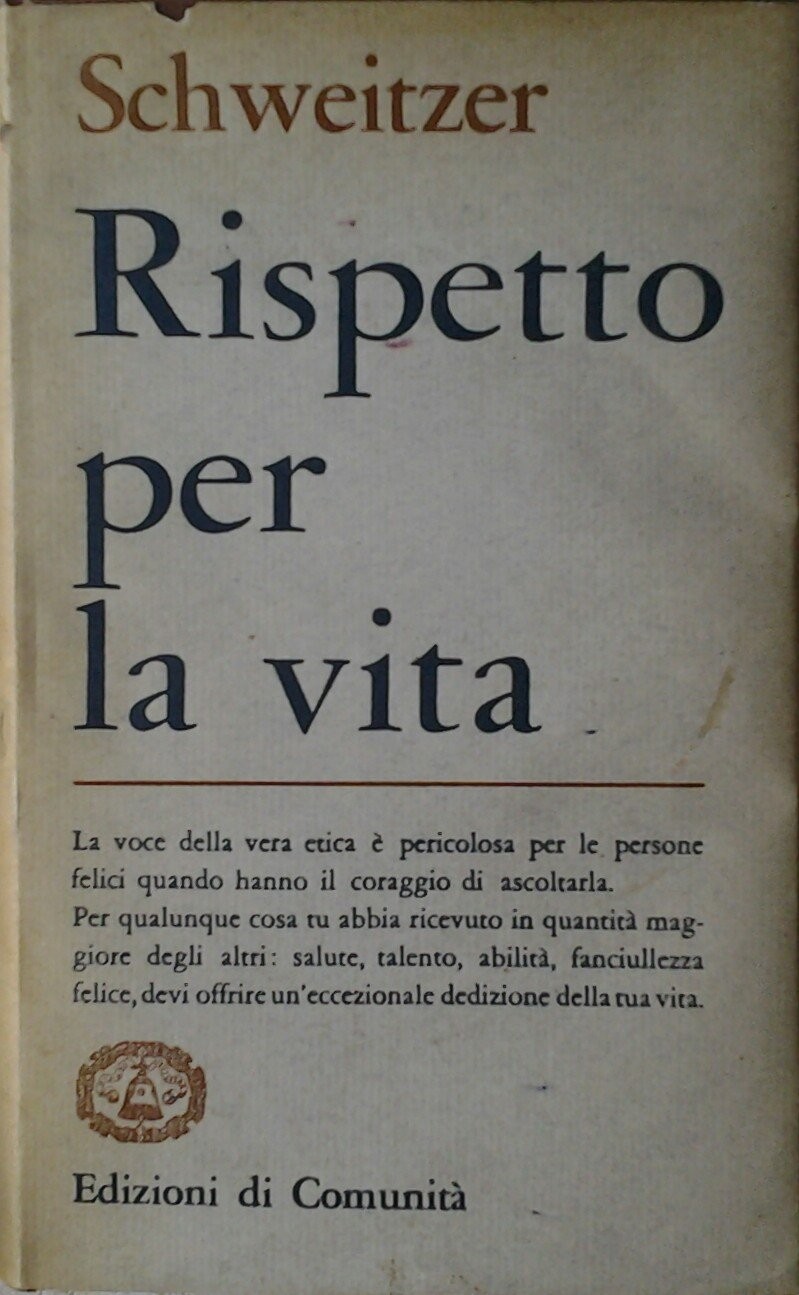 Schweitzer
Rispetto
per
la vita
La voce della vera etica è pericolosa per le persone
felici quando hanno il coraggio di ascoltarla.
Per qualunque cosa tu abbia ricevuto in quantità mag-
giore degli altri: salute, talento, abilità, fanciullezza
felice, devi offrire un'eccezionale dedizione della tua vita.
Edizioni di Comunità